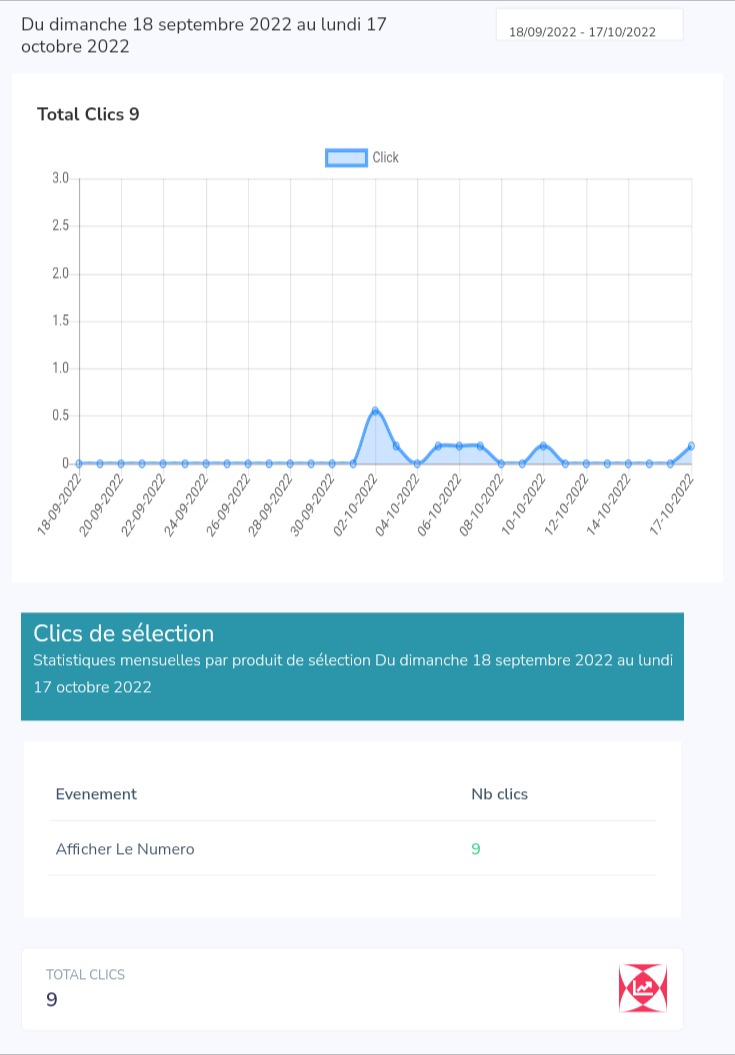 Du dimanche 18 septembre 2022 au lundi 17
octobre 2022
18/09/2022 - 17/10/2022
Total Clics 9
Click
3.0
2.5
2.0
1.5
1.0
0.5
0
18-09-2022
20-09-2022
22-09-2022
24-09-2022
26-09-2022
28-09-2022
30-09-2022
02-10-2022
04-10-2022
06-10-2022
08-10-2022
10-10-2022
12-10-2022
14-10-2022
17-10-2022
Clics de sélection
Statistiques mensuelles par produit de sélection Du dimanche 18 septembre 2022 au lundi
17 octobre 2022
Evenement Nb clics
Afficher Le Numero 9
TOTAL CLICS
9